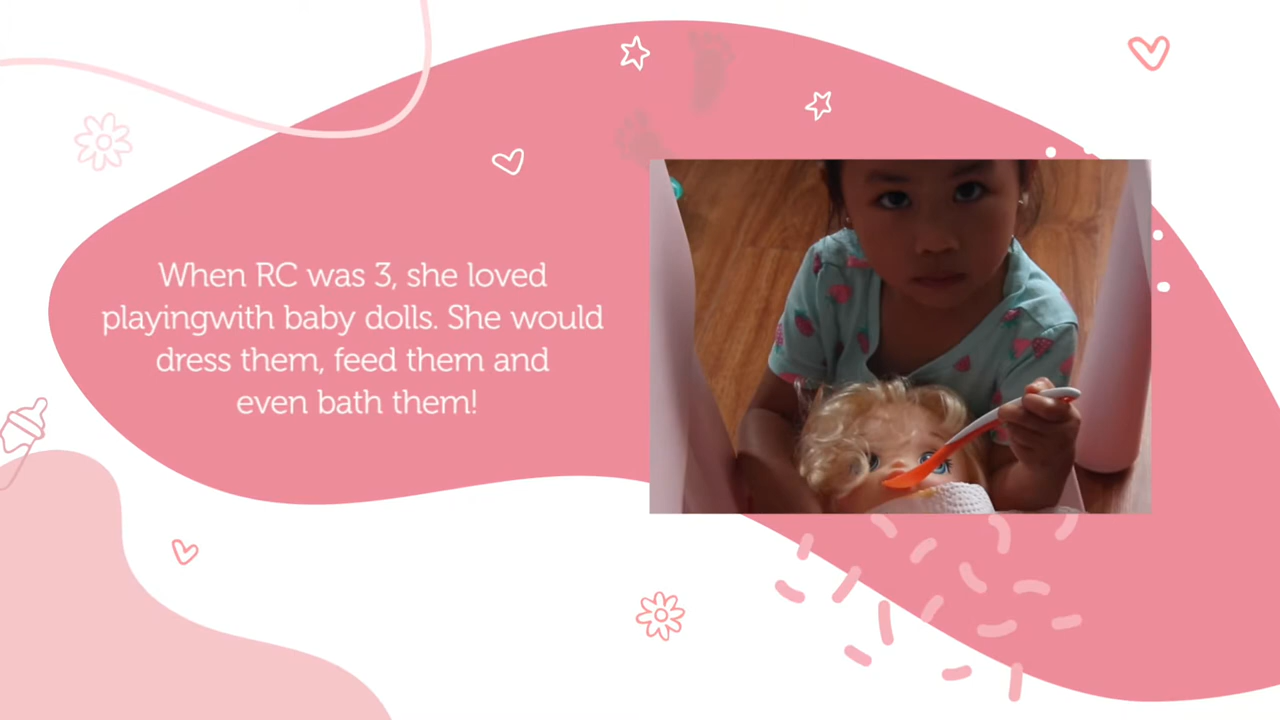 When RC was 3, she loved
playingwith baby dolls. She would
dress them, feed them and
even bath them!